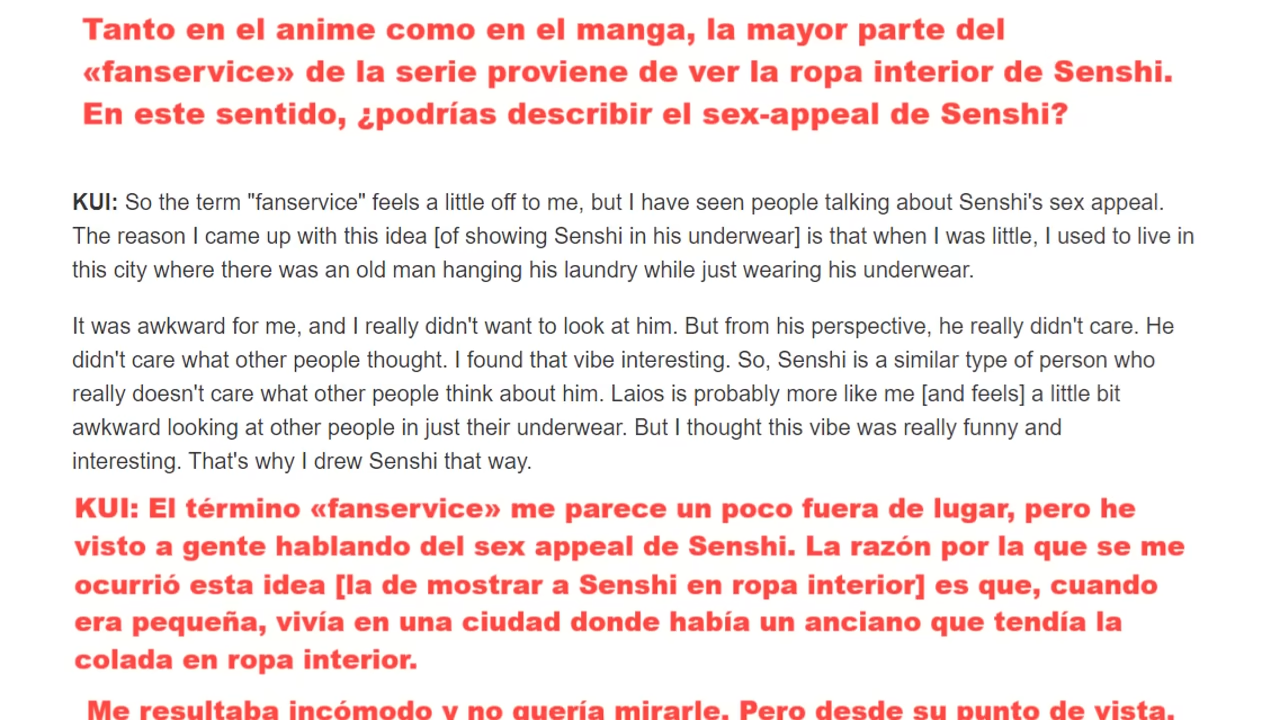 Tanto en el anime como en el manga, la mayor parte del
«fanservice» de la serie proviene de ver la ropa interior de Senshi.
En este sentido, ¿podrías describir el sex-appeal de Senshi?
KUI: So the term "fanservice" feels a little off to me, but I have seen people talking about Senshi's sex appeal.
The reason I came up with this idea [of showing Senshi in his underwear] is that when I was little, I used to live in
this city where there was an old man hanging his laundry while just wearing his underwear.
It was awkward for me, and I really didn't want to look at him. But from his perspective, he really didn't care. He
didn't care what other people thought. I found that vibe interesting. So, Senshi is a similar type of person who
really doesn't care what other people think about him. Laios is probably more like me [and feels] a little bit
awkward looking at other people in just their underwear. But I thought this vibe was really funny and
interesting. That's why I drew Senshi that way.
KUI: El término «fanservice» me parece un poco fuera de lugar, pero he
visto a gente hablando del sex appeal de Senshi. La razón por la que se me
ocurrió esta idea [la de mostrar a Senshi en ropa interior] es que, cuando
era pequeña, vivía en una ciudad donde había un anciano que tendía la
colada en ropa interior.
Me resultaba incómodo y no quería mirarle. Pero desde su punto de vista,